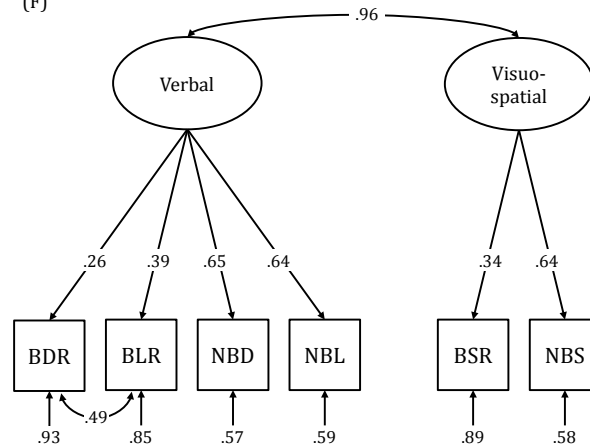 (F)
.96
Verbal
Visuo-
spatial
.26 .39 .65 .64 .34 .64
BDR BLR NBD NBL BSR NBS
.49
.93 .85 .57 .59 .89 .58